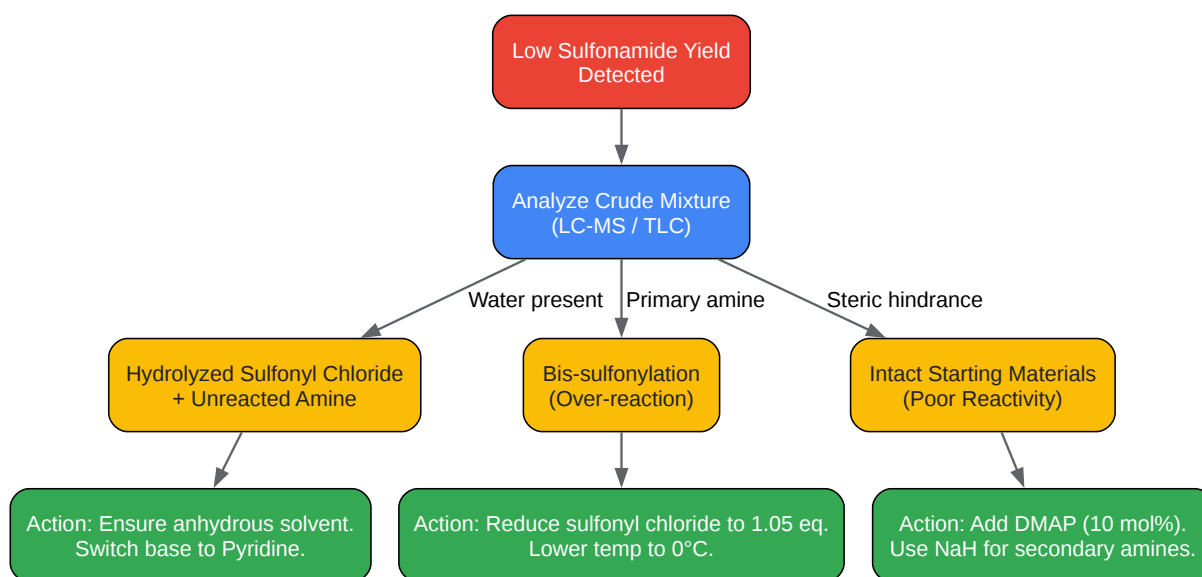 Low Sulfonamide Yield
Detected
Analyze Crude Mixture
(LC-MS / TLC)
Water present
Primary amine
Steric hindrance
Hydrolyzed Sulfonyl Chloride
+ Unreacted Amine
Bis-sulfonylation
(Over-reaction)
Intact Starting Materials
(Poor Reactivity)
Action: Ensure anhydrous solvent.
Switch base to Pyridine.
Action: Reduce sulfonyl chloride to 1.05 eq.
Lower temp to 0°C.
Action: Add DMAP (10 mol%).
Use NaH for secondary amines.